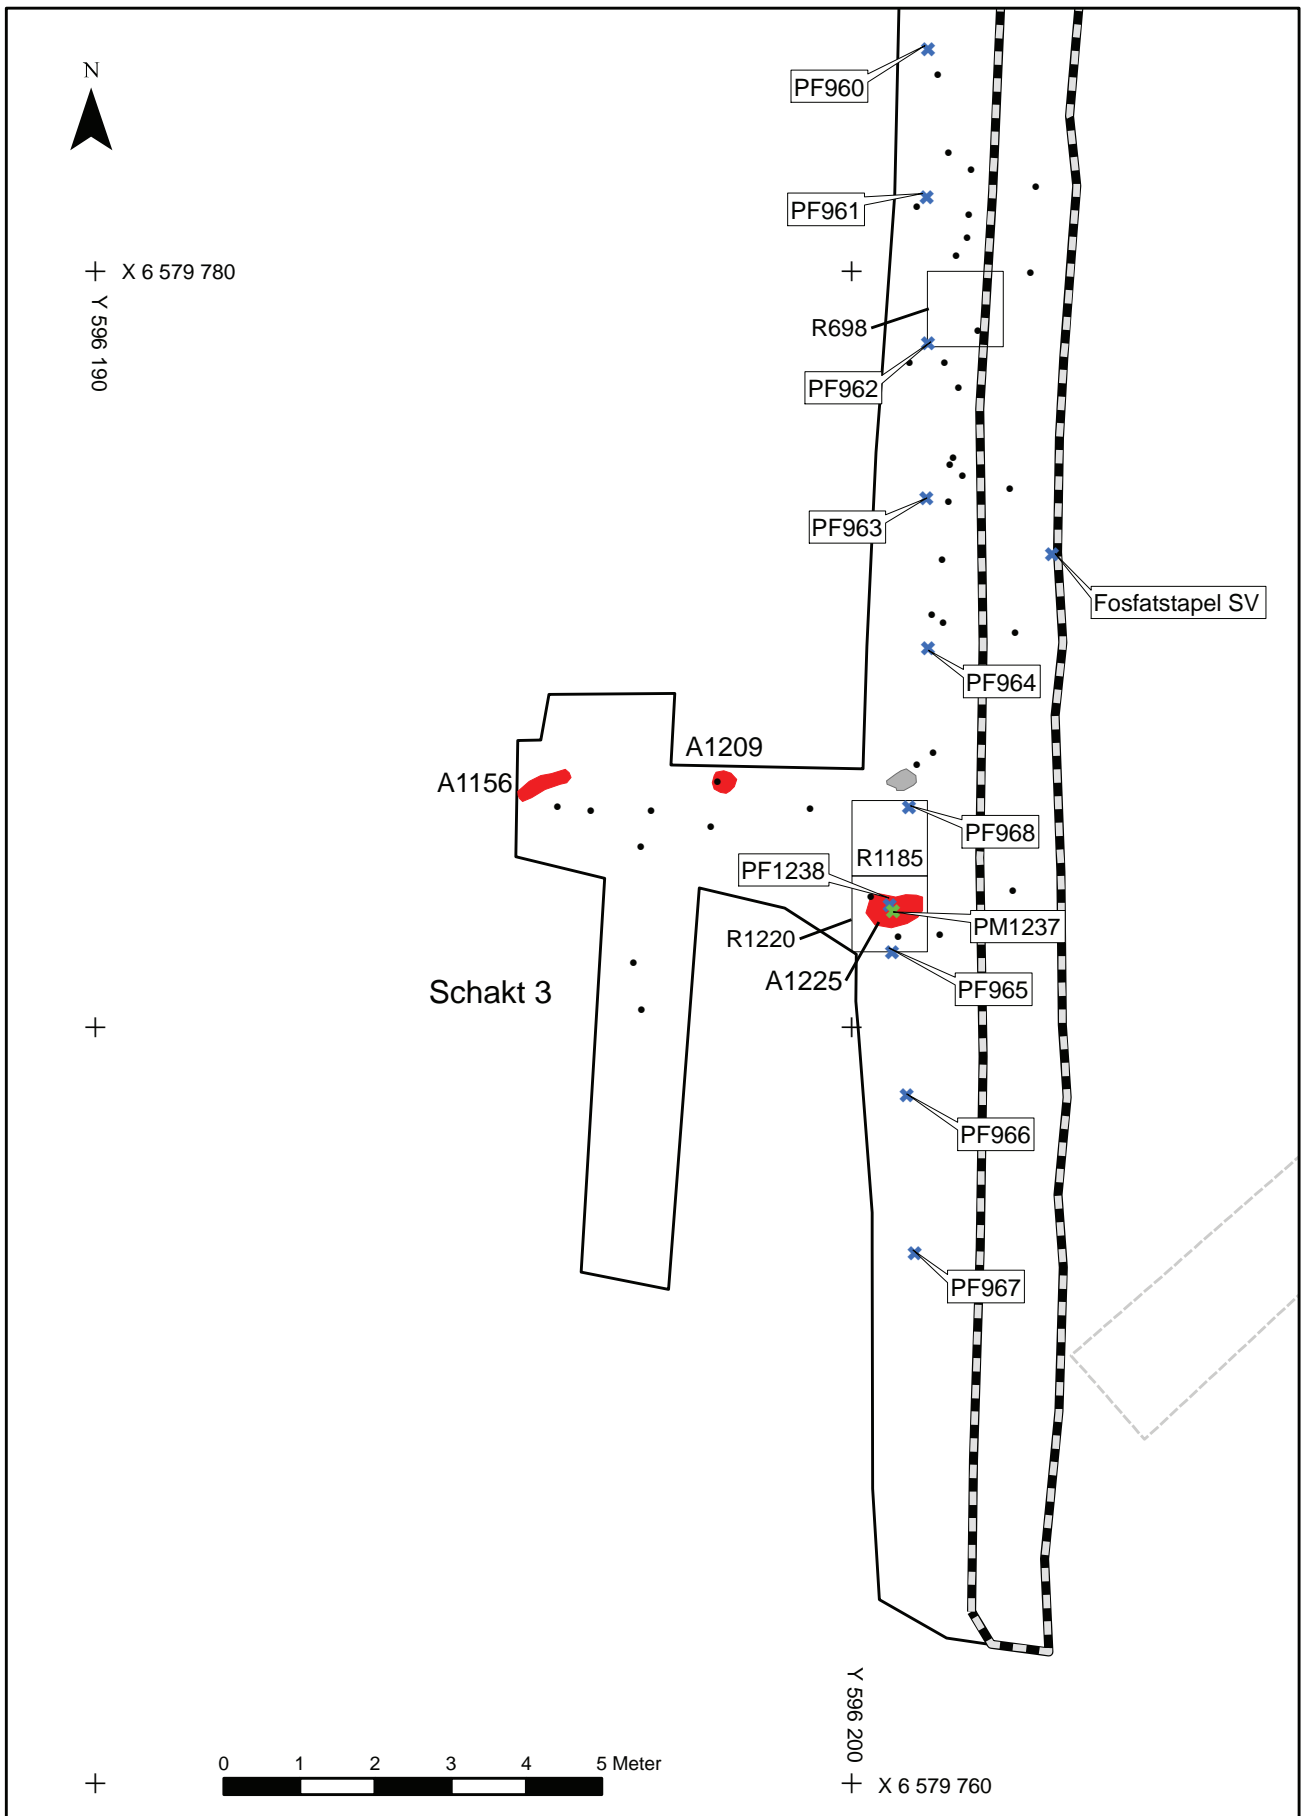 N
PF960
PF961
X 6 579 780
Y 596 190
R698
PF962
PF963
Fosfatstapel SV
PF964
A1209
A1156
PF968
R1185
PF1238
PM1237
R1220
A1225
PF965
Schakt 3
PF966
PF967
Y 596 200
0 1 2 3 4 5 Meter
X 6 579 760